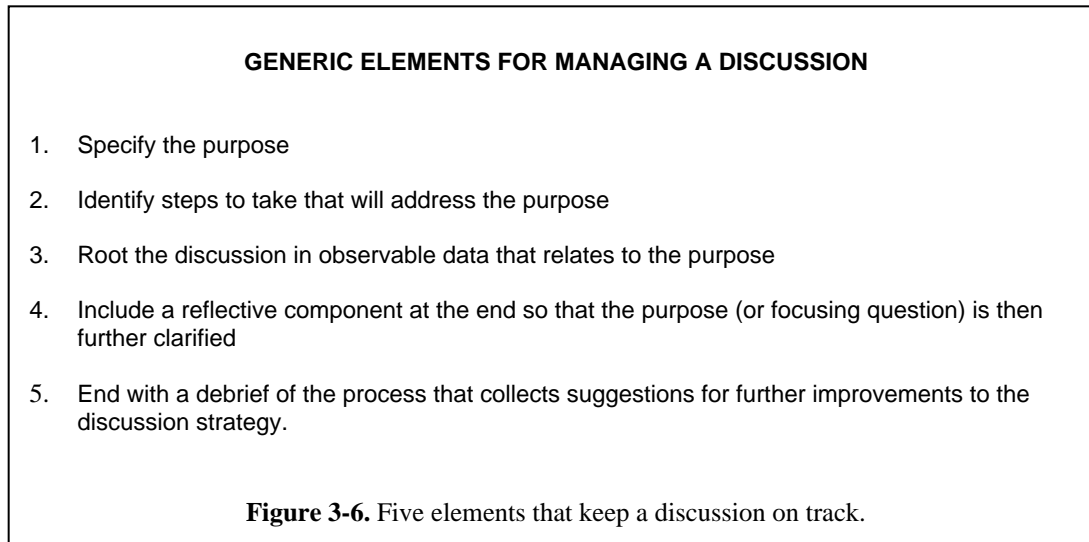 GENERIC ELEMENTS FOR MANAGING A DISCUSSION
1. Specify the purpose
2. Identify steps to take that will address the purpose
3. Root the discussion in observable data that relates to the purpose
4. Include a reflective component at the end so that the purpose (or focusing question) is then
further clarified
5. End with a debrief of the process that collects suggestions for further improvements to the
discussion strategy.
Figure 3-6. Five elements that keep a discussion on track.